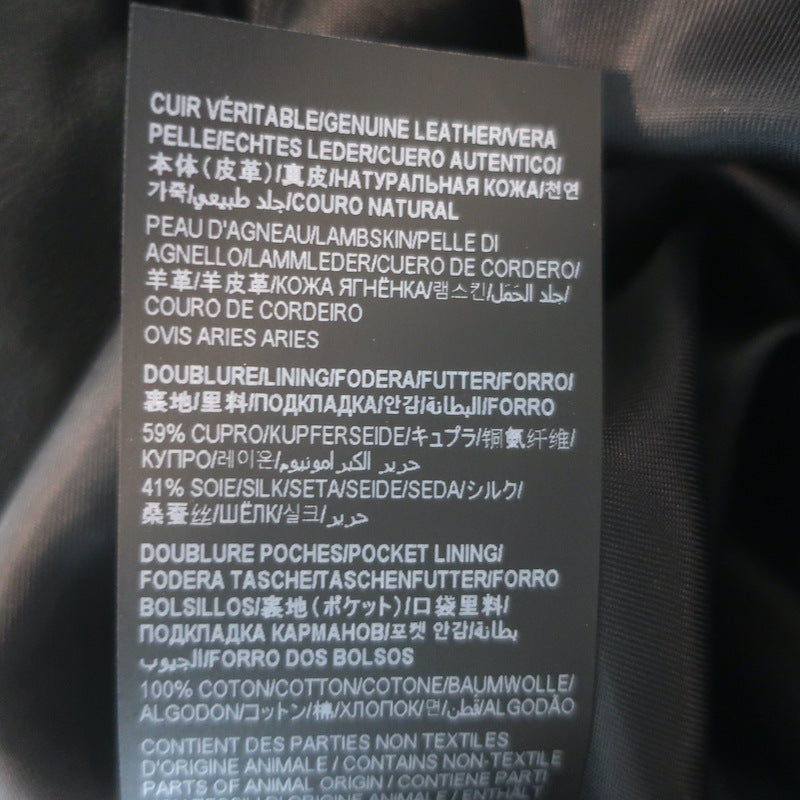 CUIR VÉRITABLE/GENUINE LEATHER/VERA
PELLE/ECHTES LEDER/CUERO AUTENTICO/
本体(皮革)/真皮/НАТУРАЛЬНАЯ КОЖА/천연
가죽/جلد طبيعي/COURO NATURAL
PEAU D'AGNEAU/LAMBSKIN/PELLE DI
AGNELLO/LAMMLEDER/CUERO DE CORDERO/
羊革/羊皮革/КОЖА ЯГНЁНКА/램스킨/جلد الحَمَل/
COURO DE CORDEIRO
OVIS ARIES ARIES
DOUBLURE/LINING/FODERA/FUTTER/FORRO/
裏地/里料/ПОДКЛАДКА/안감/البطانة/FORRO
59% CUPRO/KUPFERSEIDE/キュプラ/铜氨纤维/
КУПРО/레이온/حرير الكبرامونيوم
41% SOIE/SILK/SETA/SEIDE/SEDA/シルク/
桑蚕丝/ШЁЛК/실크/حرير
DOUBLURE POCHES/POCKET LINING/
FODERA TASCHE/TASCHENFUTTER/FORRO
BOLSILLOS/裏地(ポケット)/口袋里料/
ПОДКЛАДКА КАРМАНОВ/포켓 안감/بطانة
الجيوب/FORRO DOS BOLSOS
100% COTON/COTTON/COTONE/BAUMWOLLE/
ALGODON/コットン/棉/ХЛОПОК/면/قُطن/ALGODÃO
CONTIENT DES PARTIES NON TEXTILES
D'ORIGINE ANIMALE / CONTAINS NON-TEXTILE
PARTS OF ANIMAL ORIGIN / CONTIENE PARTI